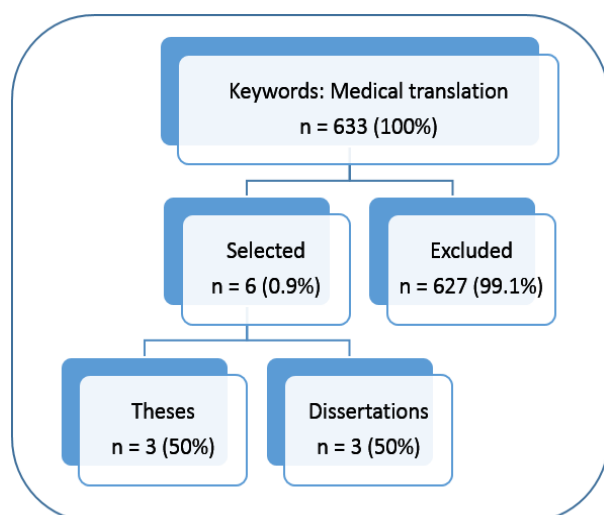 Keywords: Medical translation
n = 633 (100%)
Selected
n = 6 (0.9%)
Excluded
n = 627 (99.1%)
Theses
n = 3 (50%)
Dissertations
n = 3 (50%)